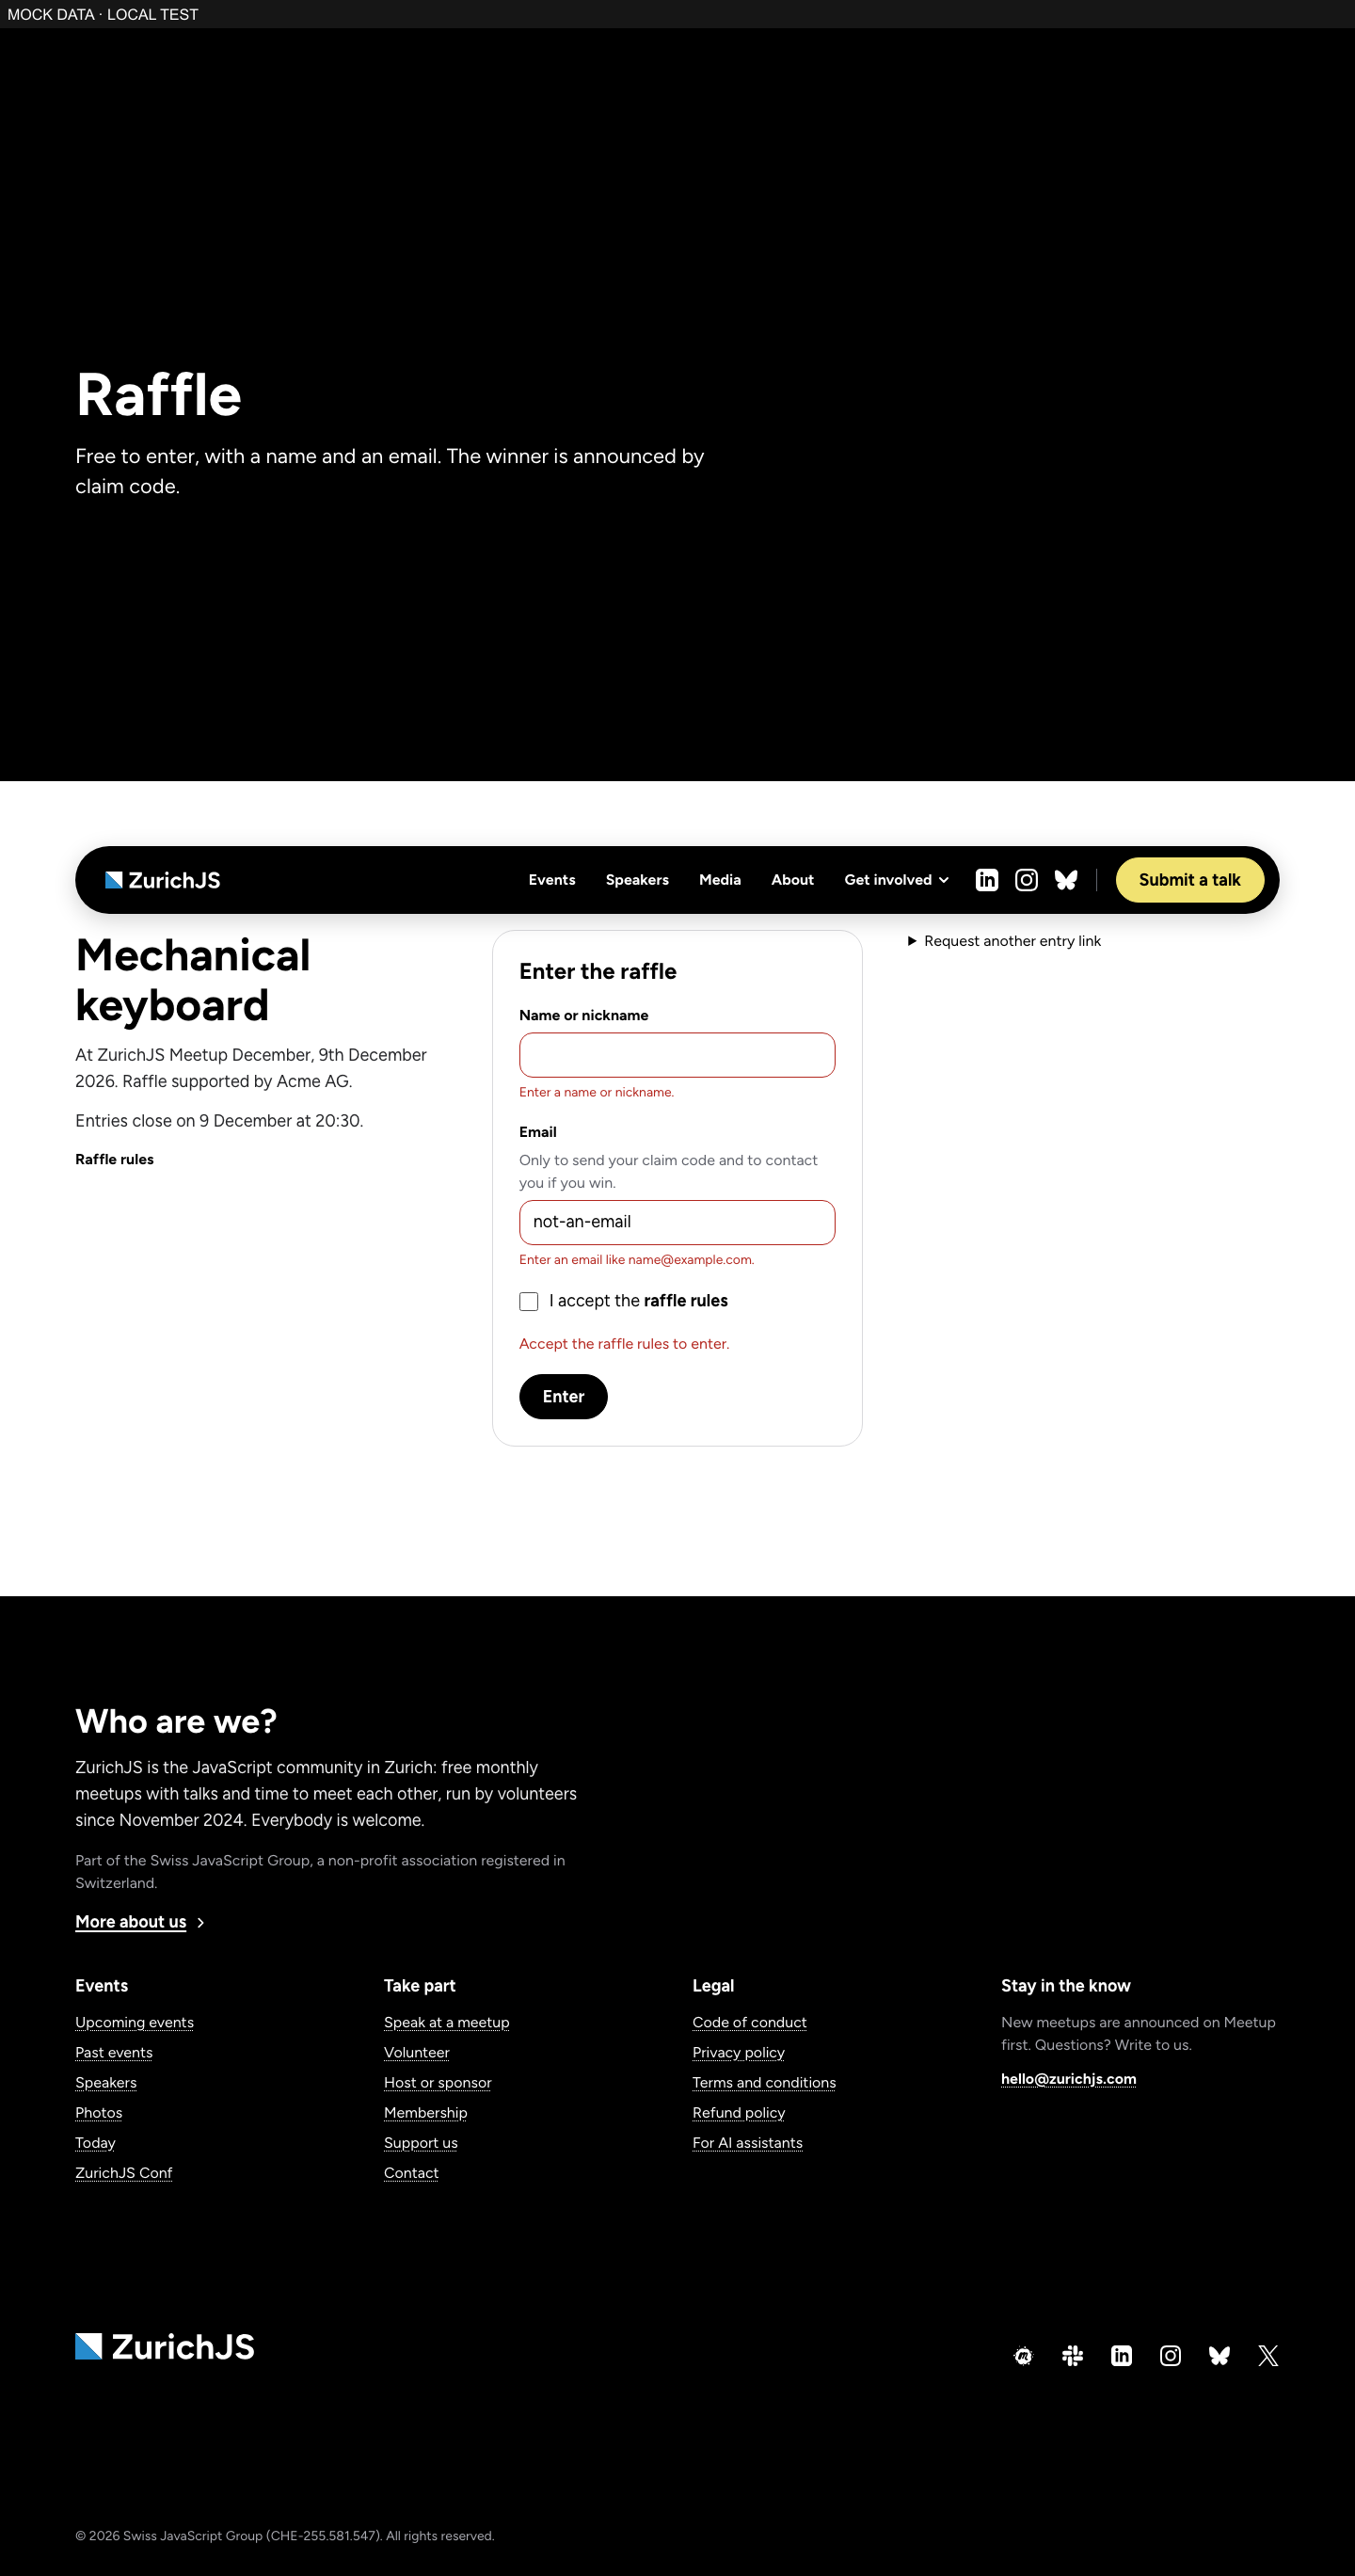 MOCK DATA · LOCAL TEST
Raffle
Free to enter, with a name and an email. The winner is announced by
claim code.
ZurichJS
Events
Speakers
Media
About
Get involved
Submit a talk
Mechanical
keyboard
At ZurichJS Meetup December, 9th December
2026. Raffle supported by Acme AG.
Entries close on 9 December at 20:30.
Raffle rules
Enter the raffle
Name or nickname
Enter a name or nickname.
Email
Only to send your claim code and to contact
you if you win.
not-an-email
Enter an email like name@example.com.
I accept the raffle rules
Accept the raffle rules to enter.
Enter
Request another entry link
Who are we?
ZurichJS is the JavaScript community in Zurich: free monthly
meetups with talks and time to meet each other, run by volunteers
since November 2024. Everybody is welcome.
Part of the Swiss JavaScript Group, a non-profit association registered in
Switzerland.
More about us
Events
Upcoming events
Past events
Speakers
Photos
Today
ZurichJS Conf
Take part
Speak at a meetup
Volunteer
Host or sponsor
Membership
Support us
Contact
Legal
Code of conduct
Privacy policy
Terms and conditions
Refund policy
For AI assistants
Stay in the know
New meetups are announced on Meetup
first. Questions? Write to us.
hello@zurichjs.com
ZurichJS
© 2026 Swiss JavaScript Group (CHE-255.581.547). All rights reserved.